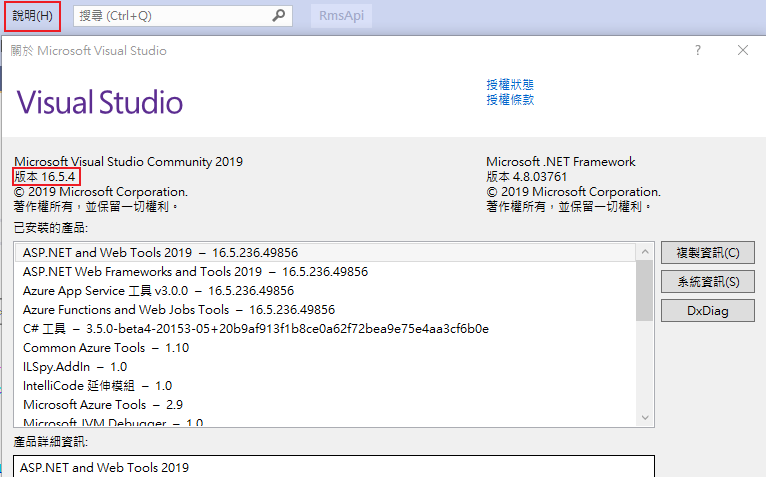 說明(H)
搜尋 (Ctrl+Q)
RmsApi
關於 Microsoft Visual Studio
Visual Studio
授權狀態
授權條款
Microsoft Visual Studio Community 2019
版本 16.5.4
© 2019 Microsoft Corporation.
著作權所有，並保留一切權利。
Microsoft .NET Framework
版本 4.8.03761
© 2019 Microsoft Corporation.
著作權所有，並保留一切權利。
已安裝的產品:
ASP.NET and Web Tools 2019 – 16.5.236.49856
ASP.NET Web Frameworks and Tools 2019 – 16.5.236.49856
Azure App Service 工具 v3.0.0 – 16.5.236.49856
Azure Functions and Web Jobs Tools – 16.5.236.49856
C# 工具 – 3.5.0-beta4-20153-05+20b9af913f1b8ce0a62f72bea9e75e4aa3cf6b0e
Common Azure Tools – 1.10
ILSpy.AddIn – 1.0
IntelliCode 延伸模組 – 1.0
Microsoft Azure Tools – 2.9
Microsoft JVM Debugger – 1.0
複製資訊(C)
系統資訊(S)
DxDiag
產品詳細資訊:
ASP.NET and Web Tools 2019